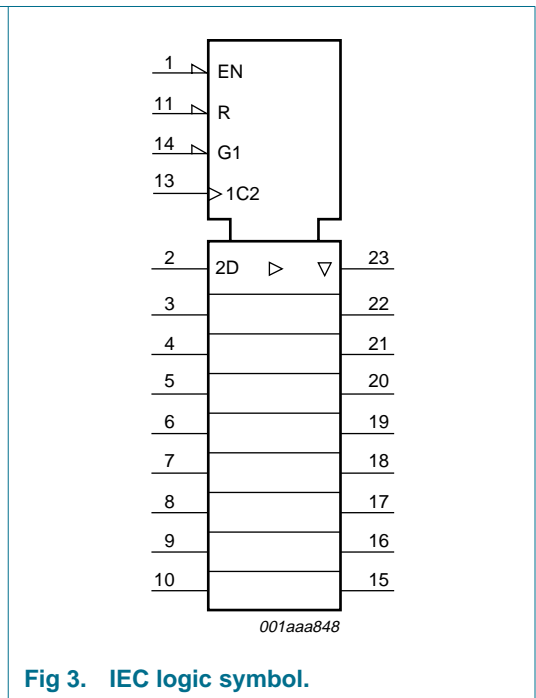 1 EN
11 R
14 G1
13 1C2
2 2D 23
3 22
4 21
5 20
6 19
7 18
8 17
9 16
10 15
001aaa848
Fig 3. IEC logic symbol.